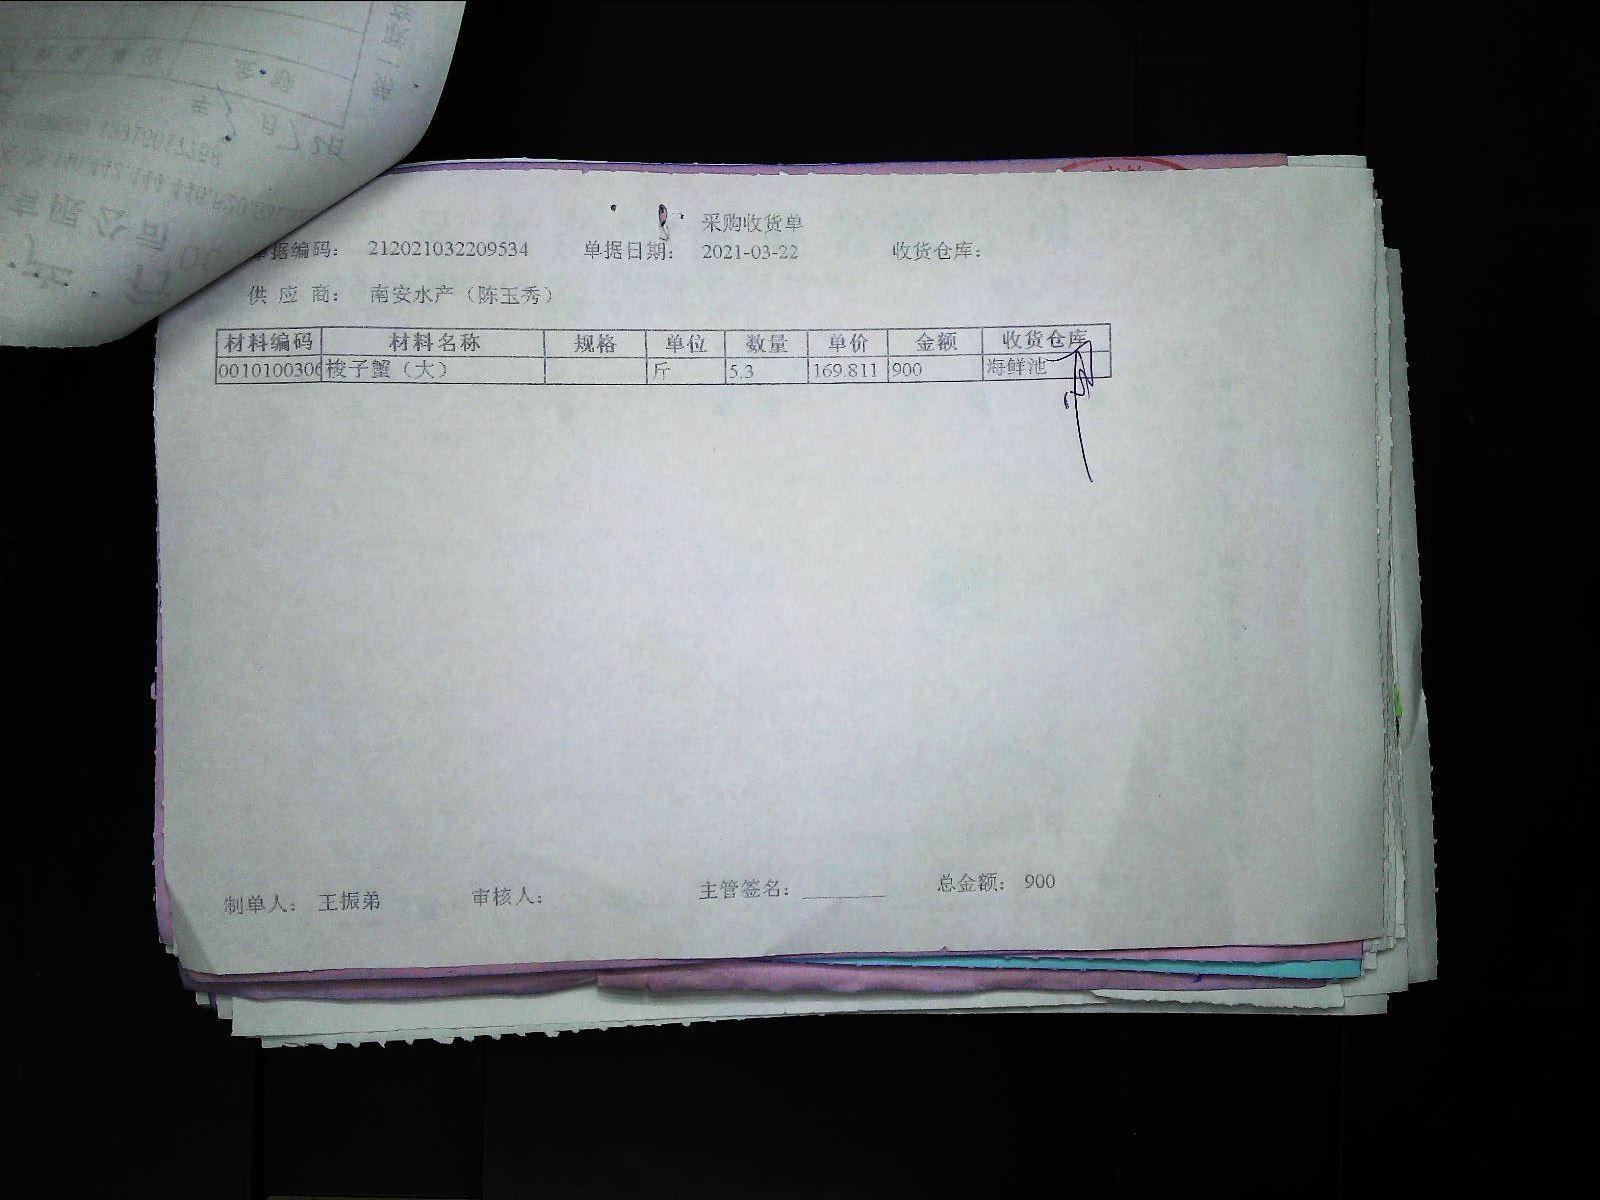 采购收货单
单据编码: 212021032209534 单据日期: 2021-03-22 收货仓库:
供应商: 南安水产（陈玉秀）
材料编码 材料名称 规格 单位 数量 单价 金额 收货仓库
0010100306 梭子蟹（大） 斤 5.3 169.811 900 海鲜池
制单人: 王振弟 审核人: 主管签名: ________ 总金额: 900